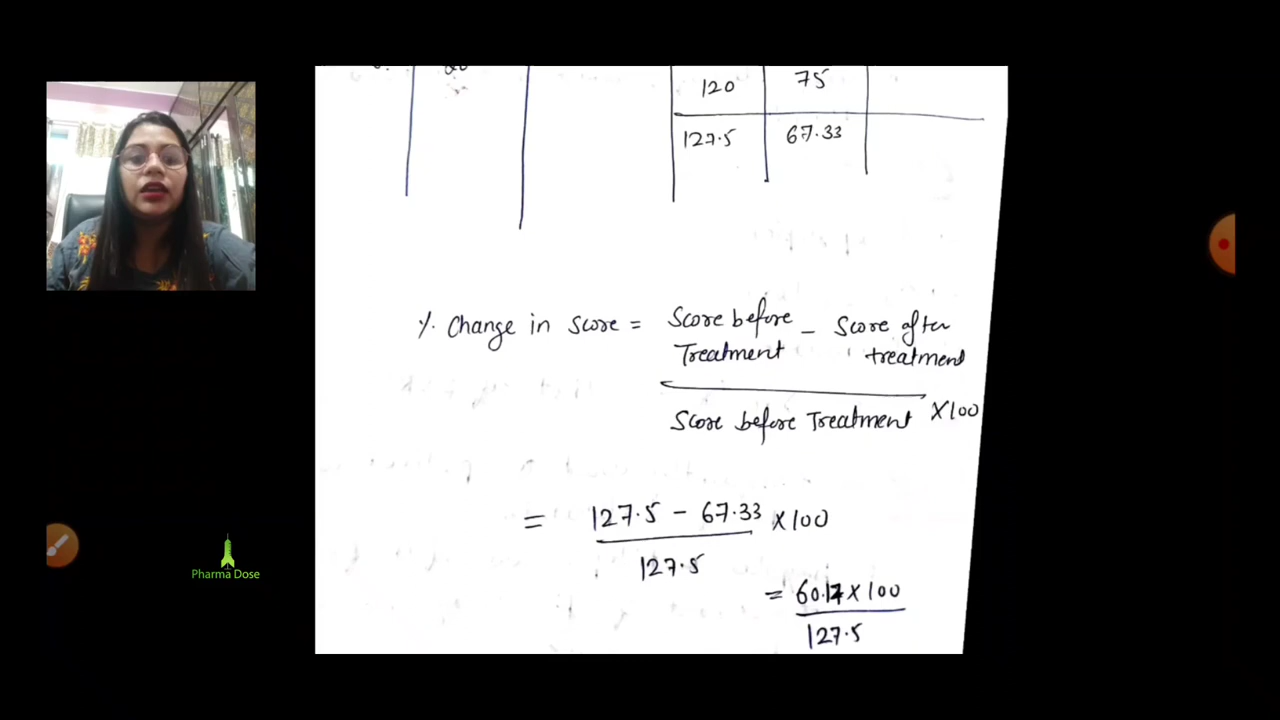 120 75
127.5 67.33
% Change in Score = Score before Treatment - Score after treatment
Score before Treatment X100
= 127.5 - 67.33 X100
127.5
= 60.17 X 100
127.5
Pharma Dose